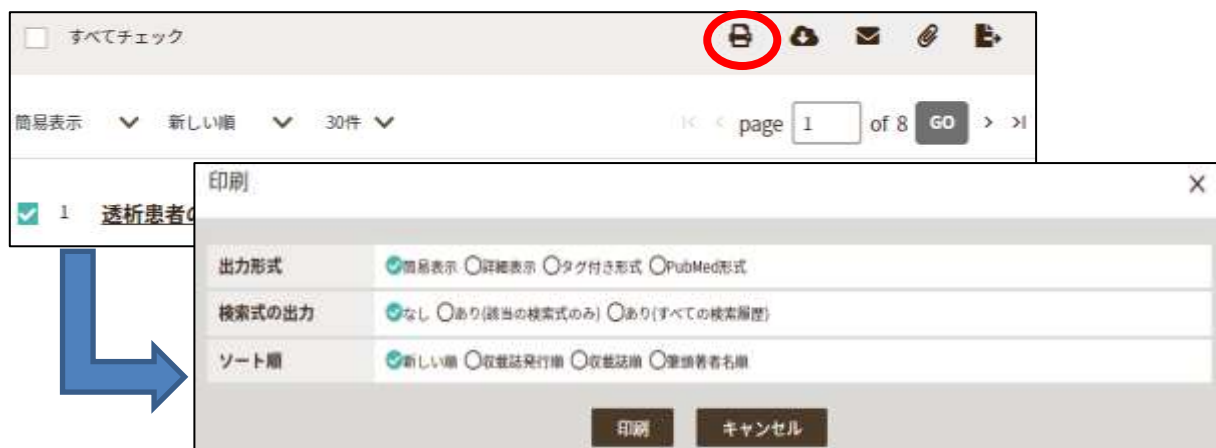 すべてチェック
簡易表示 新しい順 30件 page 1 of 8 GO
1 透析患者の
印刷
出力形式 簡易表示 詳細表示 タグ付き形式 PubMed形式
検索式の出力 なし あり(該当の検索式のみ) あり(すべての検索履歴)
ソート順 新しい順 収載誌発行順 収載誌順 筆頭著者名順
印刷 キャンセル